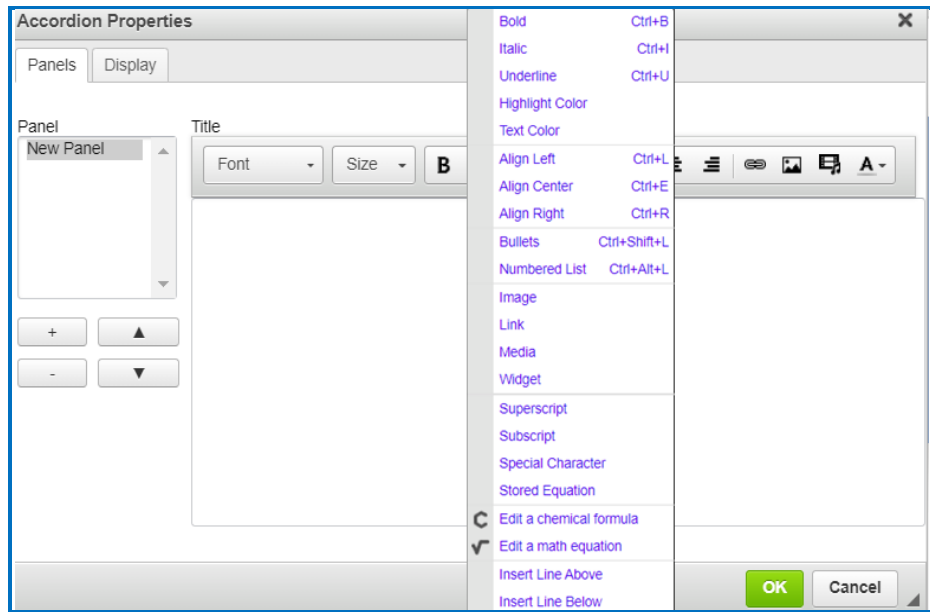 Accordion Properties
Panels Display
Panel
New Panel
+
-
Title
Font Size B A
Bold Ctrl+B
Italic Ctrl+I
Underline Ctrl+U
Highlight Color
Text Color
Align Left Ctrl+L
Align Center Ctrl+E
Align Right Ctrl+R
Bullets Ctrl+Shift+L
Numbered List Ctrl+Alt+L
Image
Link
Media
Widget
Superscript
Subscript
Special Character
Stored Equation
Edit a chemical formula
Edit a math equation
Insert Line Above
Insert Line Below
OK Cancel